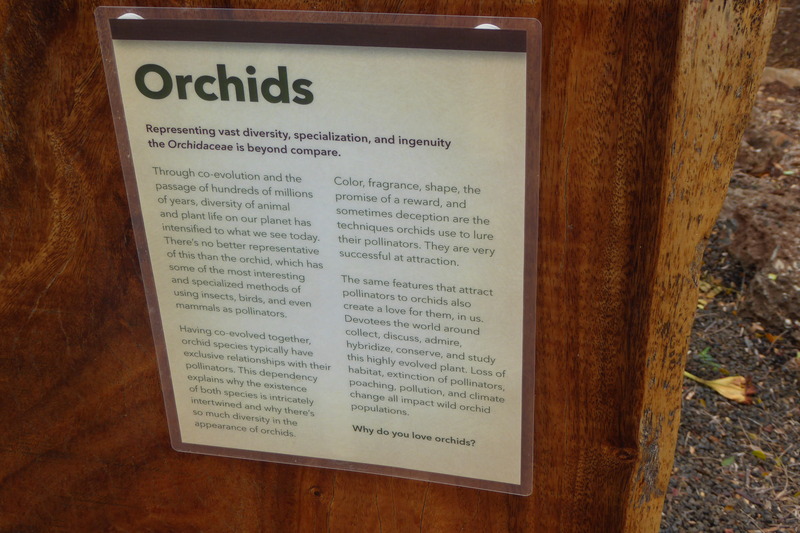 Orchids
Representing vast diversity, specialization, and ingenuity
the Orchidaceae is beyond compare.
Through co-evolution and the
passage of hundreds of millions
of years, diversity of animal
and plant life on our planet has
intensified to what we see today.
There's no better representative
of this than the orchid, which has
some of the most interesting
and specialized methods of
using insects, birds, and even
mammals as pollinators.
Having co-evolved together,
orchid species typically have
exclusive relationships with their
pollinators. This dependency
explains why the existence
of both species is intricately
intertwined and why there's
so much diversity in the
appearance of orchids.
Color, fragrance, shape, the
promise of a reward, and
sometimes deception are the
techniques orchids use to lure
their pollinators. They are very
successful at attraction.
The same features that attract
pollinators to orchids also
create a love for them, in us.
Devotees the world around
collect, discuss, admire,
hybridize, conserve, and study
this highly evolved plant. Loss of
habitat, extinction of pollinators,
poaching, pollution, and climate
change all impact wild orchid
populations.
Why do you love orchids?